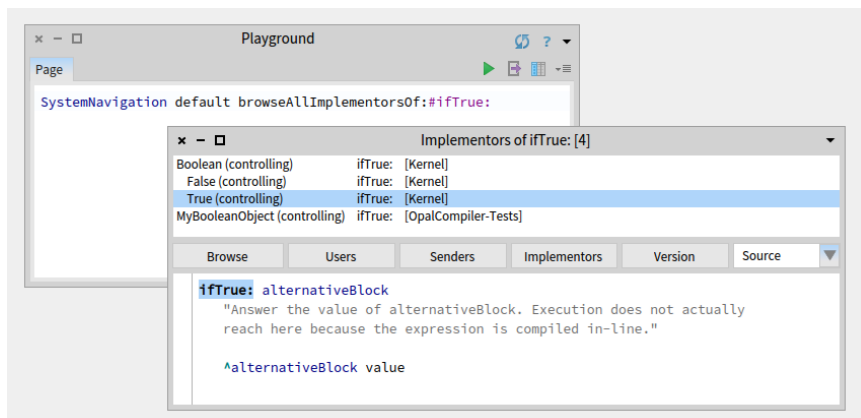 Playground
?
Page
SystemNavigation default browseAllImplementorsOf:#ifTrue:
Implementors of ifTrue: [4]
Boolean (controlling) ifTrue: [Kernel]
False (controlling) ifTrue: [Kernel]
True (controlling) ifTrue: [Kernel]
MyBooleanObject (controlling) ifTrue: [OpalCompiler-Tests]
Browse Users Senders Implementors Version Source
ifTrue: alternativeBlock
"Answer the value of alternativeBlock. Execution does not actually
reach here because the expression is compiled in-line."
^alternativeBlock value